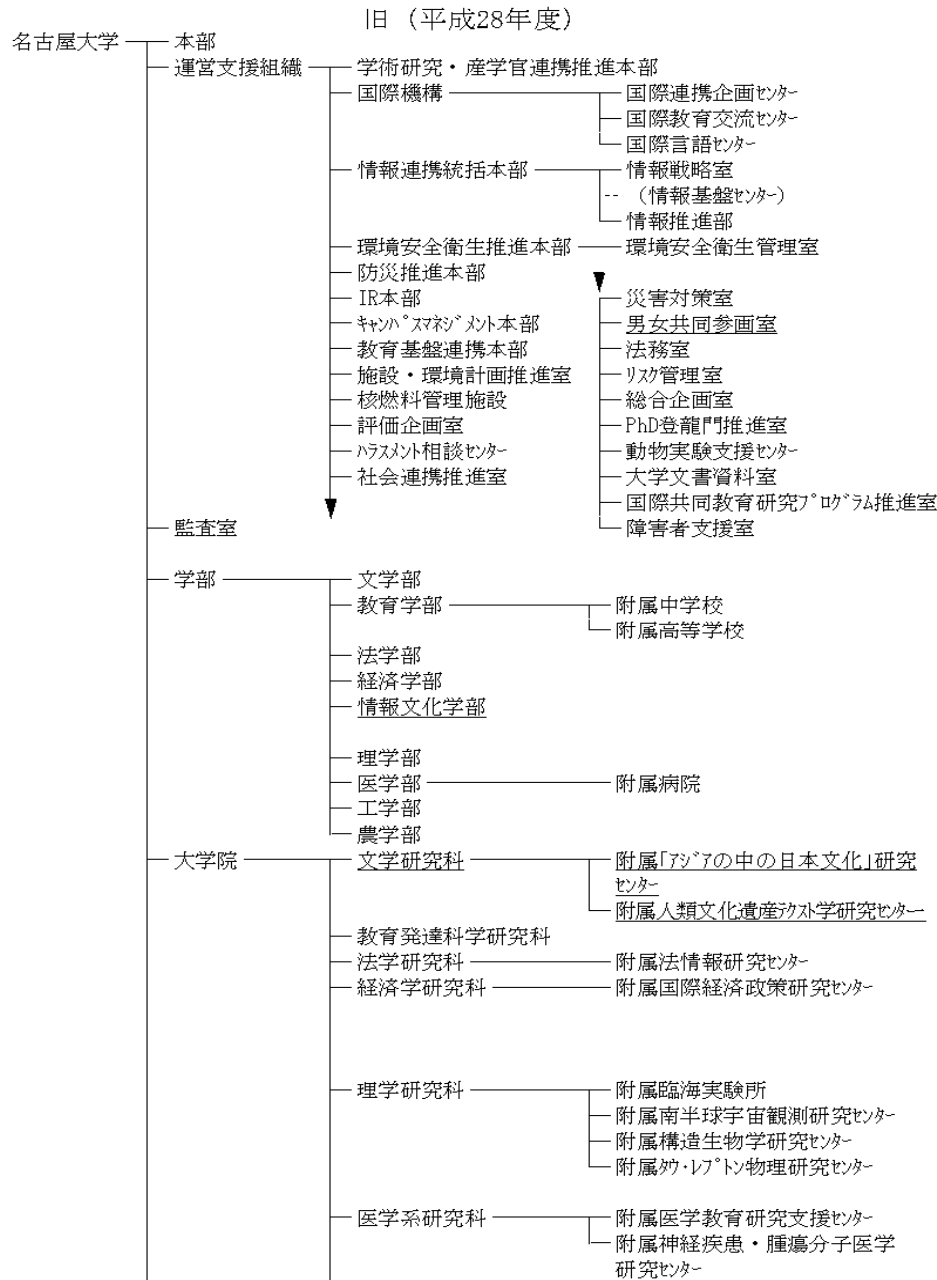 旧（平成28年度）
名古屋大学 本部
運営支援組織 学術研究・産学官連携推進本部
国際機構 国際連携企画ｾﾝﾀｰ
国際教育交流ｾﾝﾀｰ
国際言語ｾﾝﾀｰ
情報連携統括本部 情報戦略室
（情報基盤ｾﾝﾀｰ）
情報推進部
環境安全衛生推進本部 環境安全衛生管理室
防災推進本部
IR本部 災害対策室
ｷｬﾝﾊﾟｽﾏﾈｼﾞﾒﾝﾄ本部 男女共同参画室
教育基盤連携本部 法務室
施設・環境計画推進室 ﾘｽｸ管理室
核燃料管理施設 総合企画室
評価企画室 PhD登龍門推進室
ﾊﾗｽﾒﾝﾄ相談ｾﾝﾀｰ 動物実験支援ｾﾝﾀｰ
社会連携推進室 大学文書資料室
国際共同教育研究ﾌﾟﾛｸﾞﾗﾑ推進室
監査室 障害者支援室
学部 文学部
教育学部 附属中学校
附属高等学校
法学部
経済学部
情報文化学部
理学部
医学部 附属病院
工学部
農学部
大学院 文学研究科 附属｢ｱｼﾞｱの中の日本文化｣研究
ｾﾝﾀｰ
附属人類文化遺産ﾃｸｽﾄ学研究ｾﾝﾀｰ
教育発達科学研究科
法学研究科 附属法情報研究ｾﾝﾀｰ
経済学研究科 附属国際経済政策研究ｾﾝﾀｰ
理学研究科 附属臨海実験所
附属南半球宇宙観測研究ｾﾝﾀｰ
附属構造生物学研究ｾﾝﾀｰ
附属ﾀｳ･ﾚﾌﾟﾄﾝ物理研究ｾﾝﾀｰ
医学系研究科 附属医学教育研究支援ｾﾝﾀｰ
附属神経疾患・腫瘍分子医学
研究ｾﾝﾀｰ